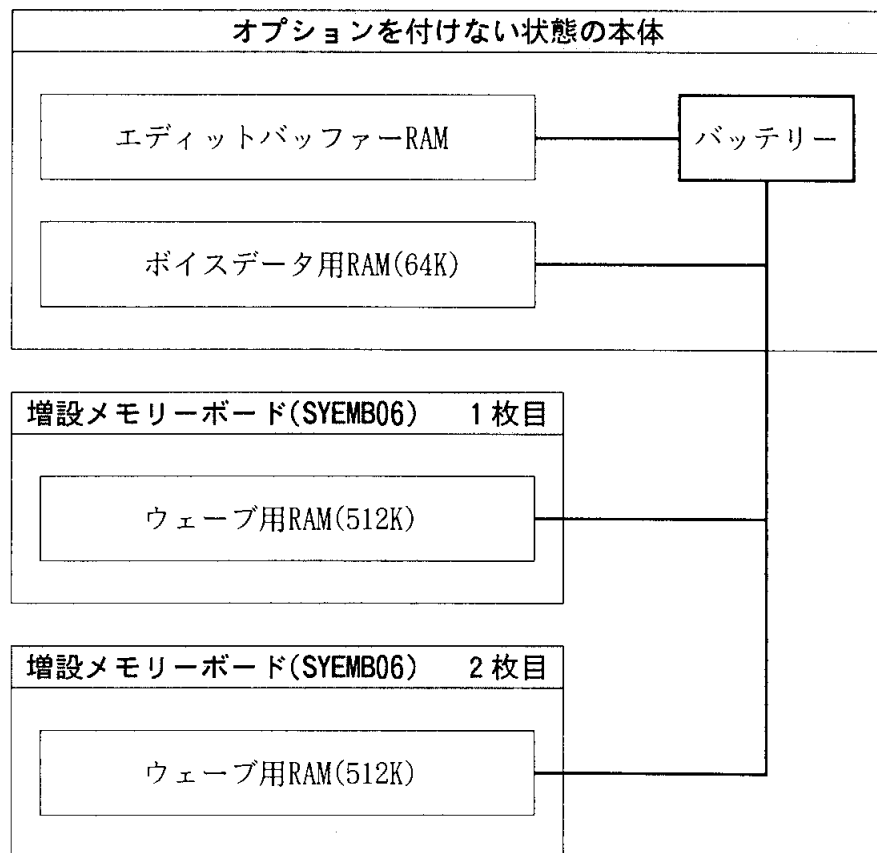 オプションを付けない状態の本体
エディットバッファーRAM
バッテリー
ボイスデータ用RAM(64K)
増設メモリーボード(SYEMB06) 1枚目
ウェーブ用RAM(512K)
増設メモリーボード(SYEMB06) 2枚目
ウェーブ用RAM(512K)